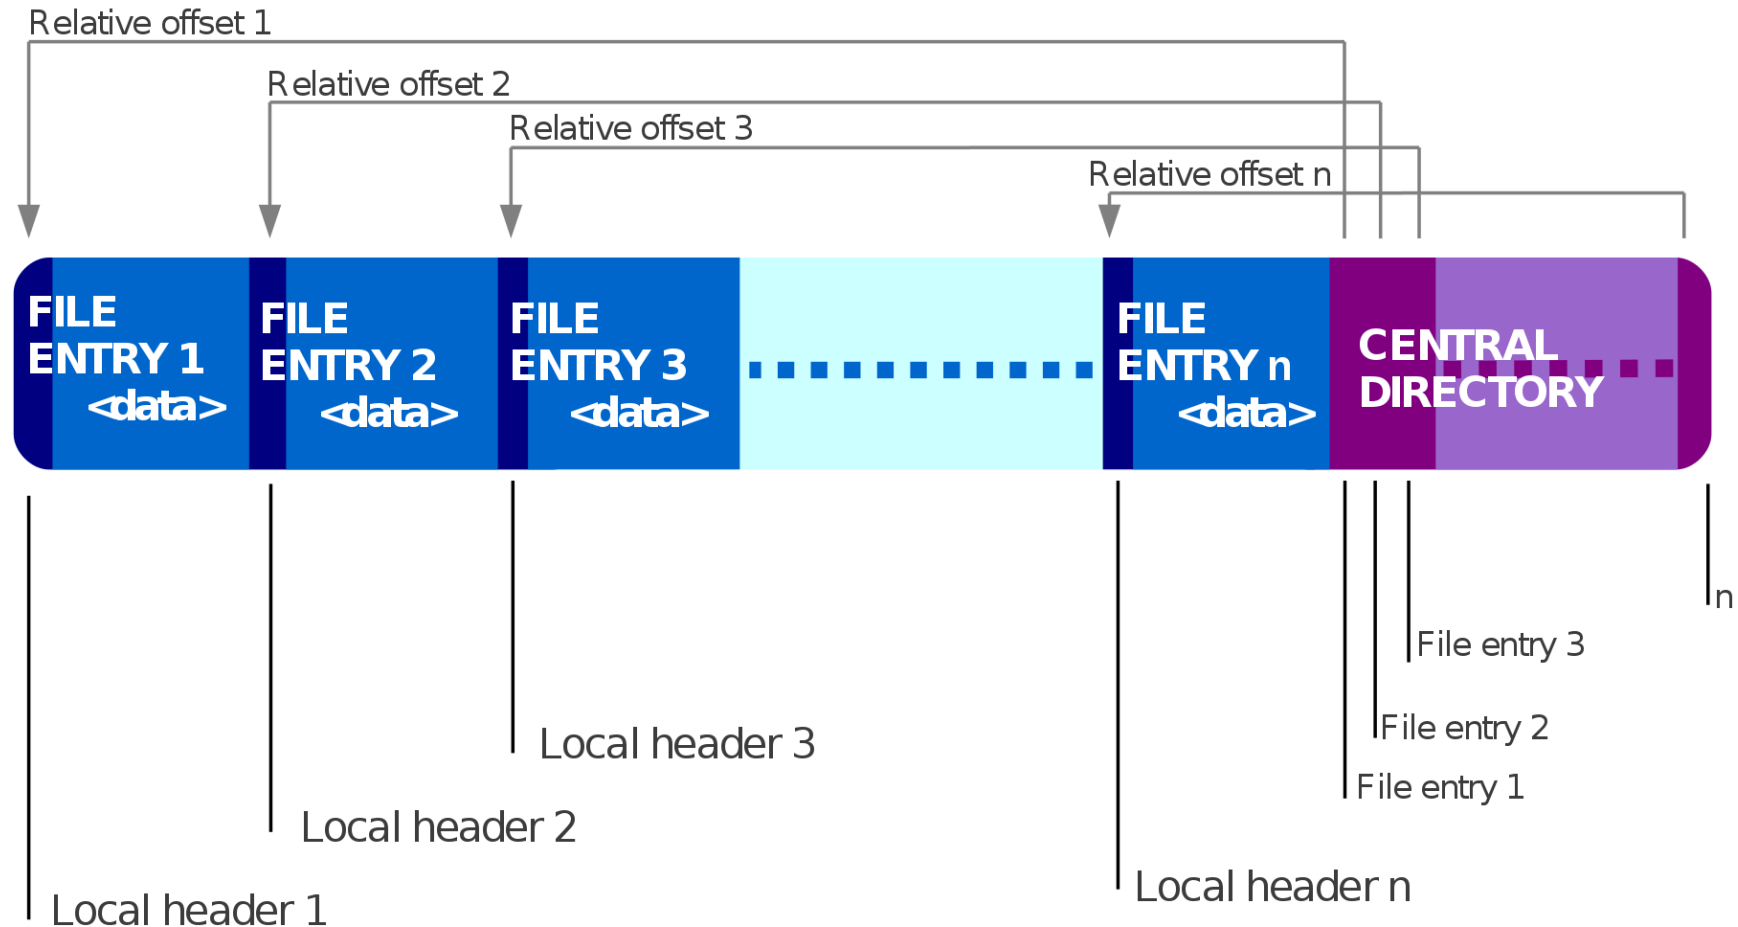 Relative offset 1
Relative offset 2
Relative offset 3
Relative offset n
FILE
ENTRY 1
<data>
FILE
ENTRY 2
<data>
FILE
ENTRY 3
<data>
FILE
ENTRY n
<data>
CENTRAL
DIRECTORY
n
File entry 3
File entry 2
File entry 1
Local header 3
Local header 2
Local header n
Local header 1